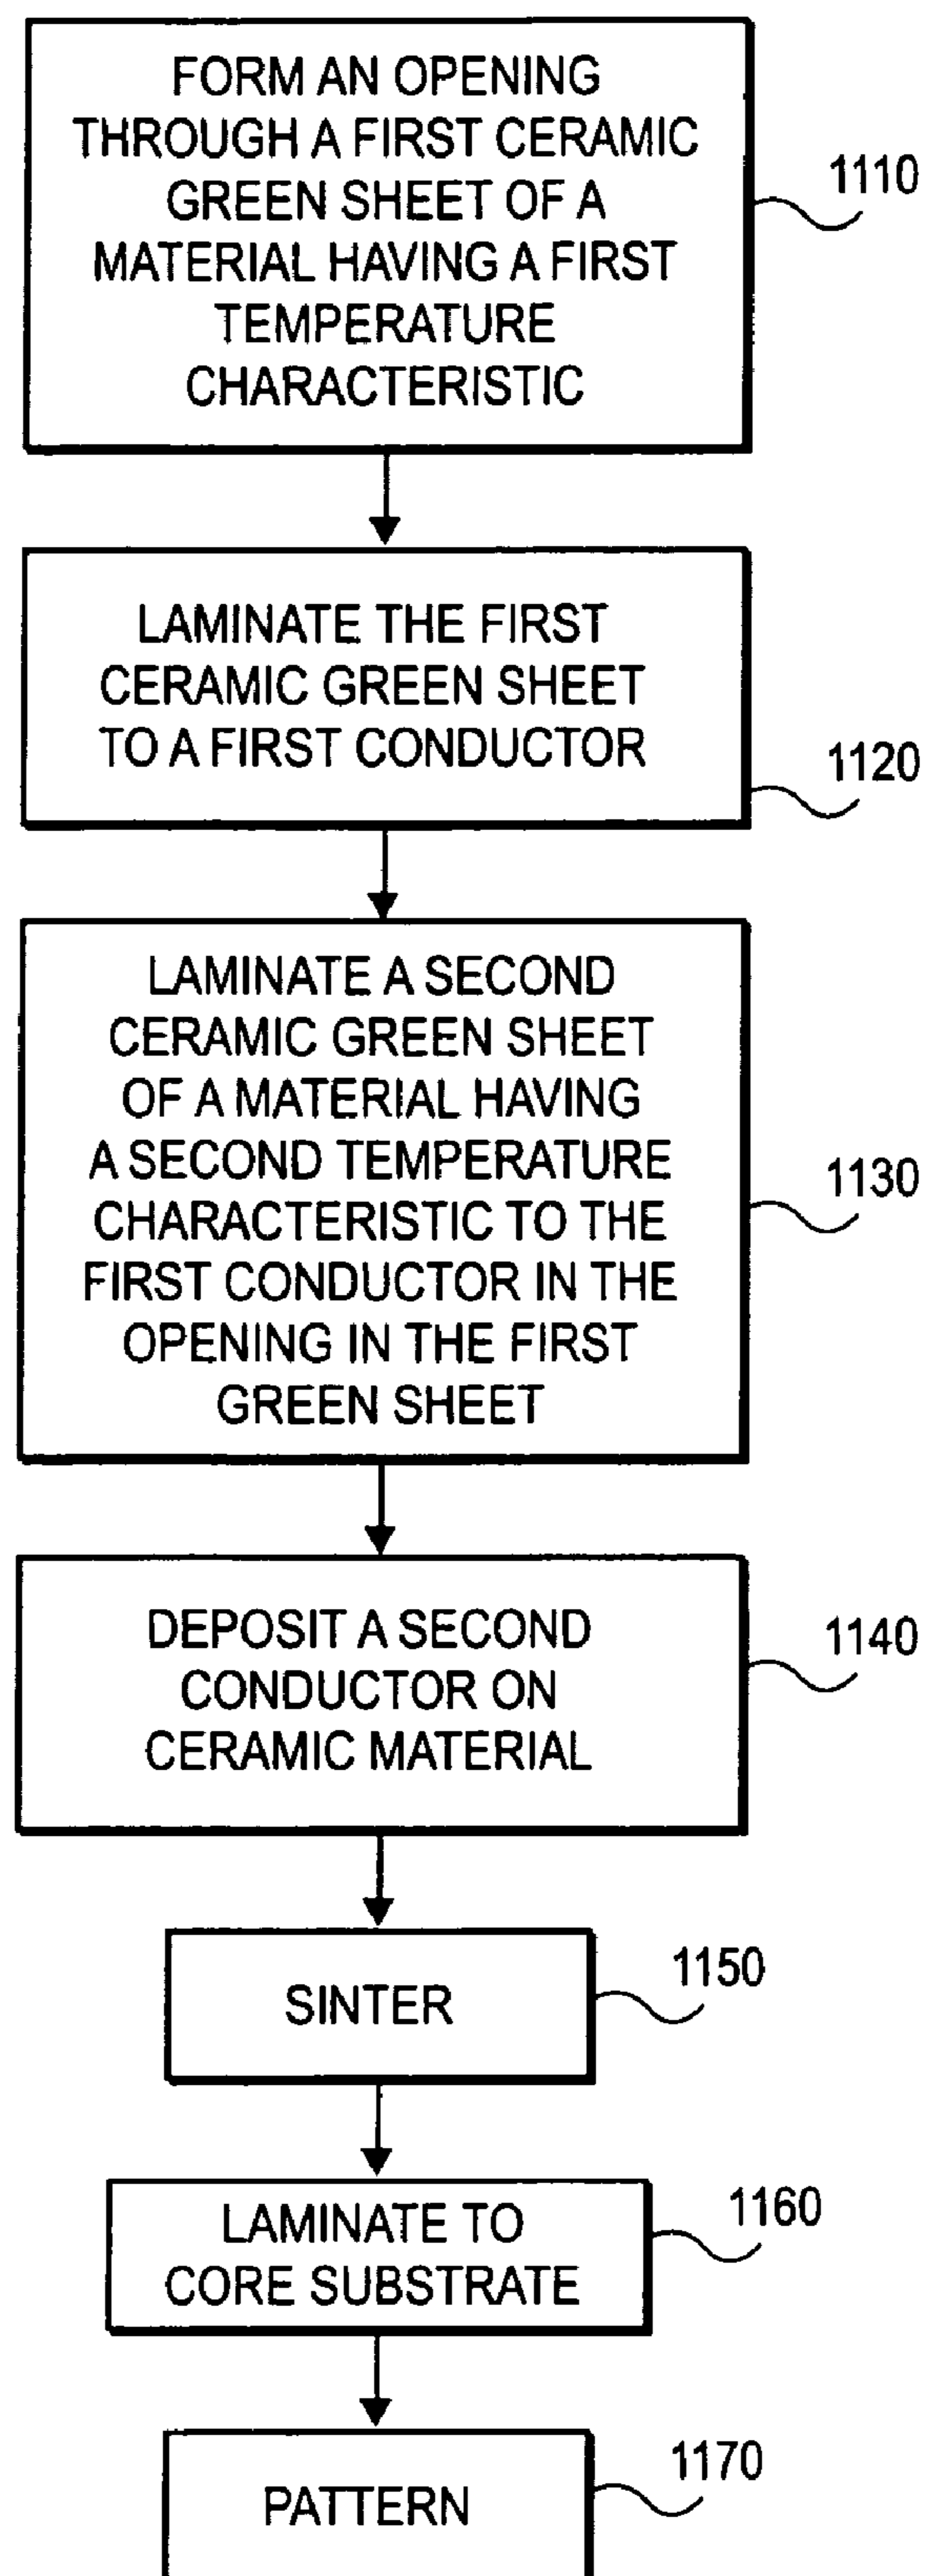 FORM AN OPENING
THROUGH A FIRST CERAMIC
GREEN SHEET OF A
MATERIAL HAVING A FIRST
TEMPERATURE
CHARACTERISTIC
1110
LAMINATE THE FIRST
CERAMIC GREEN SHEET
TO A FIRST CONDUCTOR
1120
LAMINATE A SECOND
CERAMIC GREEN SHEET
OF A MATERIAL HAVING
A SECOND TEMPERATURE
CHARACTERISTIC TO THE
FIRST CONDUCTOR IN THE
OPENING IN THE FIRST
GREEN SHEET
1130
DEPOSIT A SECOND
CONDUCTOR ON
CERAMIC MATERIAL
1140
SINTER
1150
LAMINATE TO
CORE SUBSTRATE
1160
PATTERN
1170